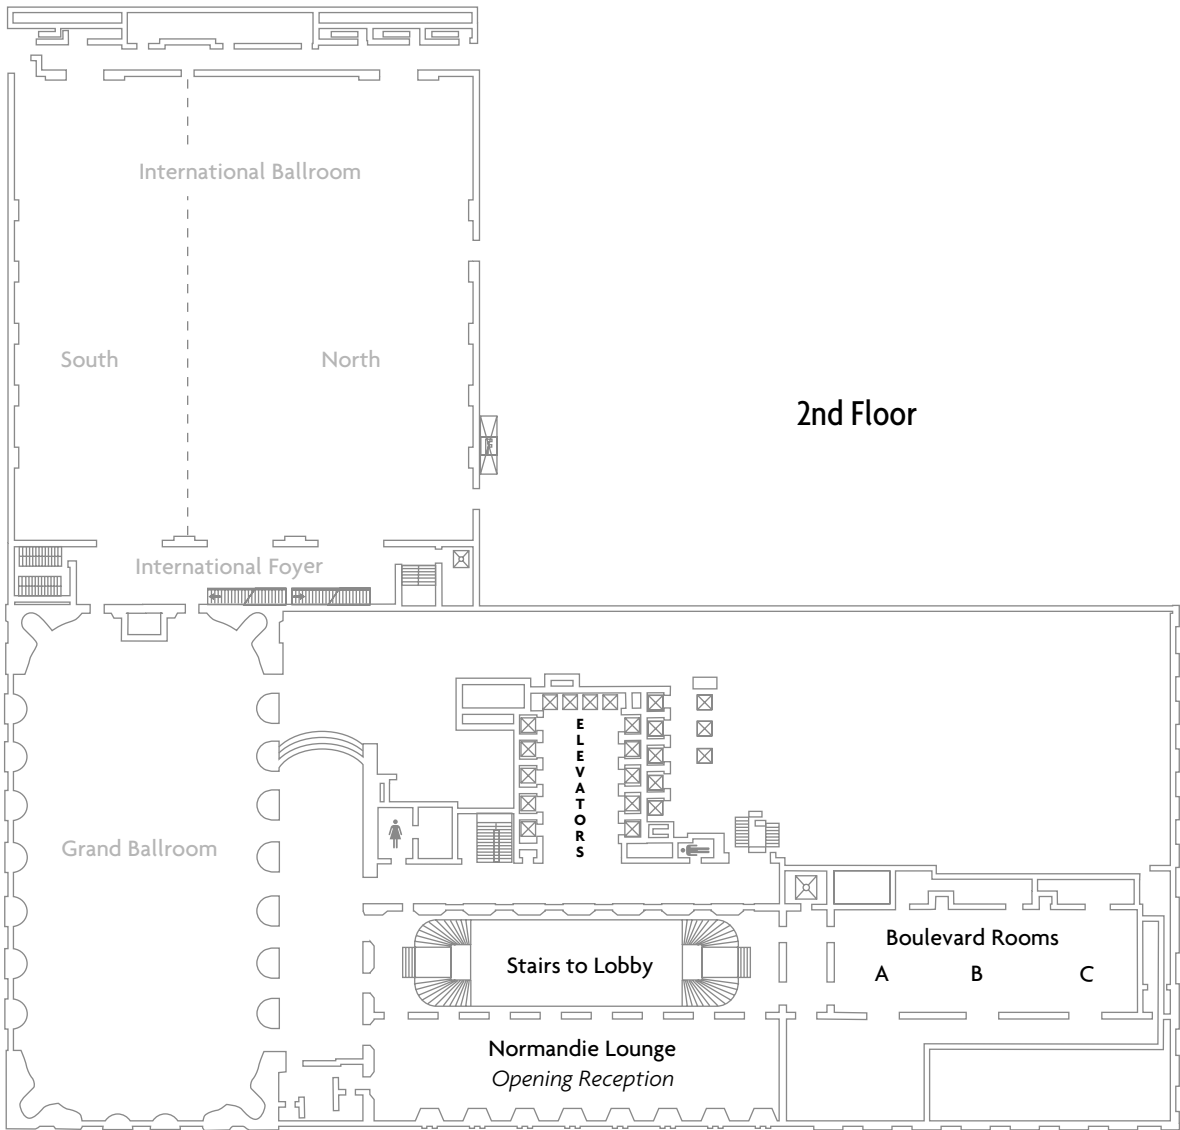 International Ballroom
South
North
2nd Floor
International Foyer
ELEVATORS
Grand Ballroom
Boulevard Rooms
A B C
Stairs to Lobby
Normandie Lounge
Opening Reception